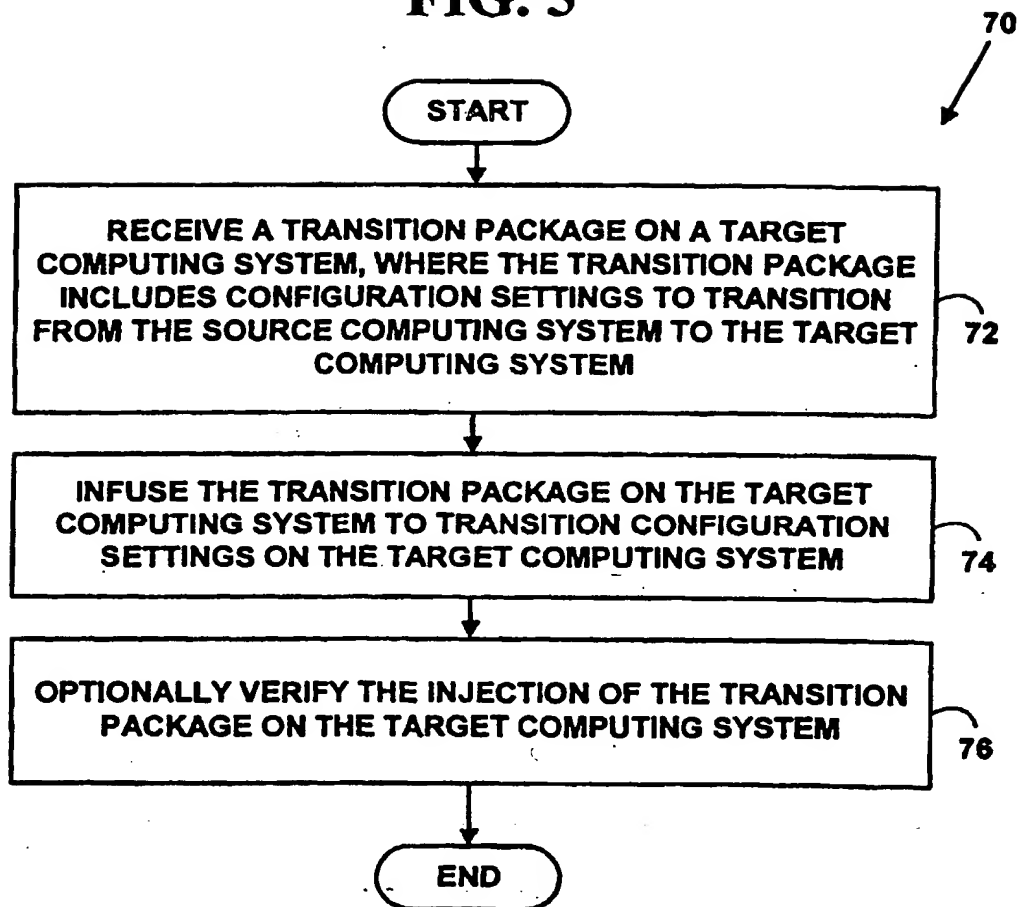 FIG. 5
70
START
RECEIVE A TRANSITION PACKAGE ON A TARGET
COMPUTING SYSTEM, WHERE THE TRANSITION PACKAGE
INCLUDES CONFIGURATION SETTINGS TO TRANSITION
FROM THE SOURCE COMPUTING SYSTEM TO THE TARGET
COMPUTING SYSTEM
72
INFUSE THE TRANSITION PACKAGE ON THE TARGET
COMPUTING SYSTEM TO TRANSITION CONFIGURATION
SETTINGS ON THE TARGET COMPUTING SYSTEM
74
OPTIONALLY VERIFY THE INJECTION OF THE TRANSITION
PACKAGE ON THE TARGET COMPUTING SYSTEM
76
END